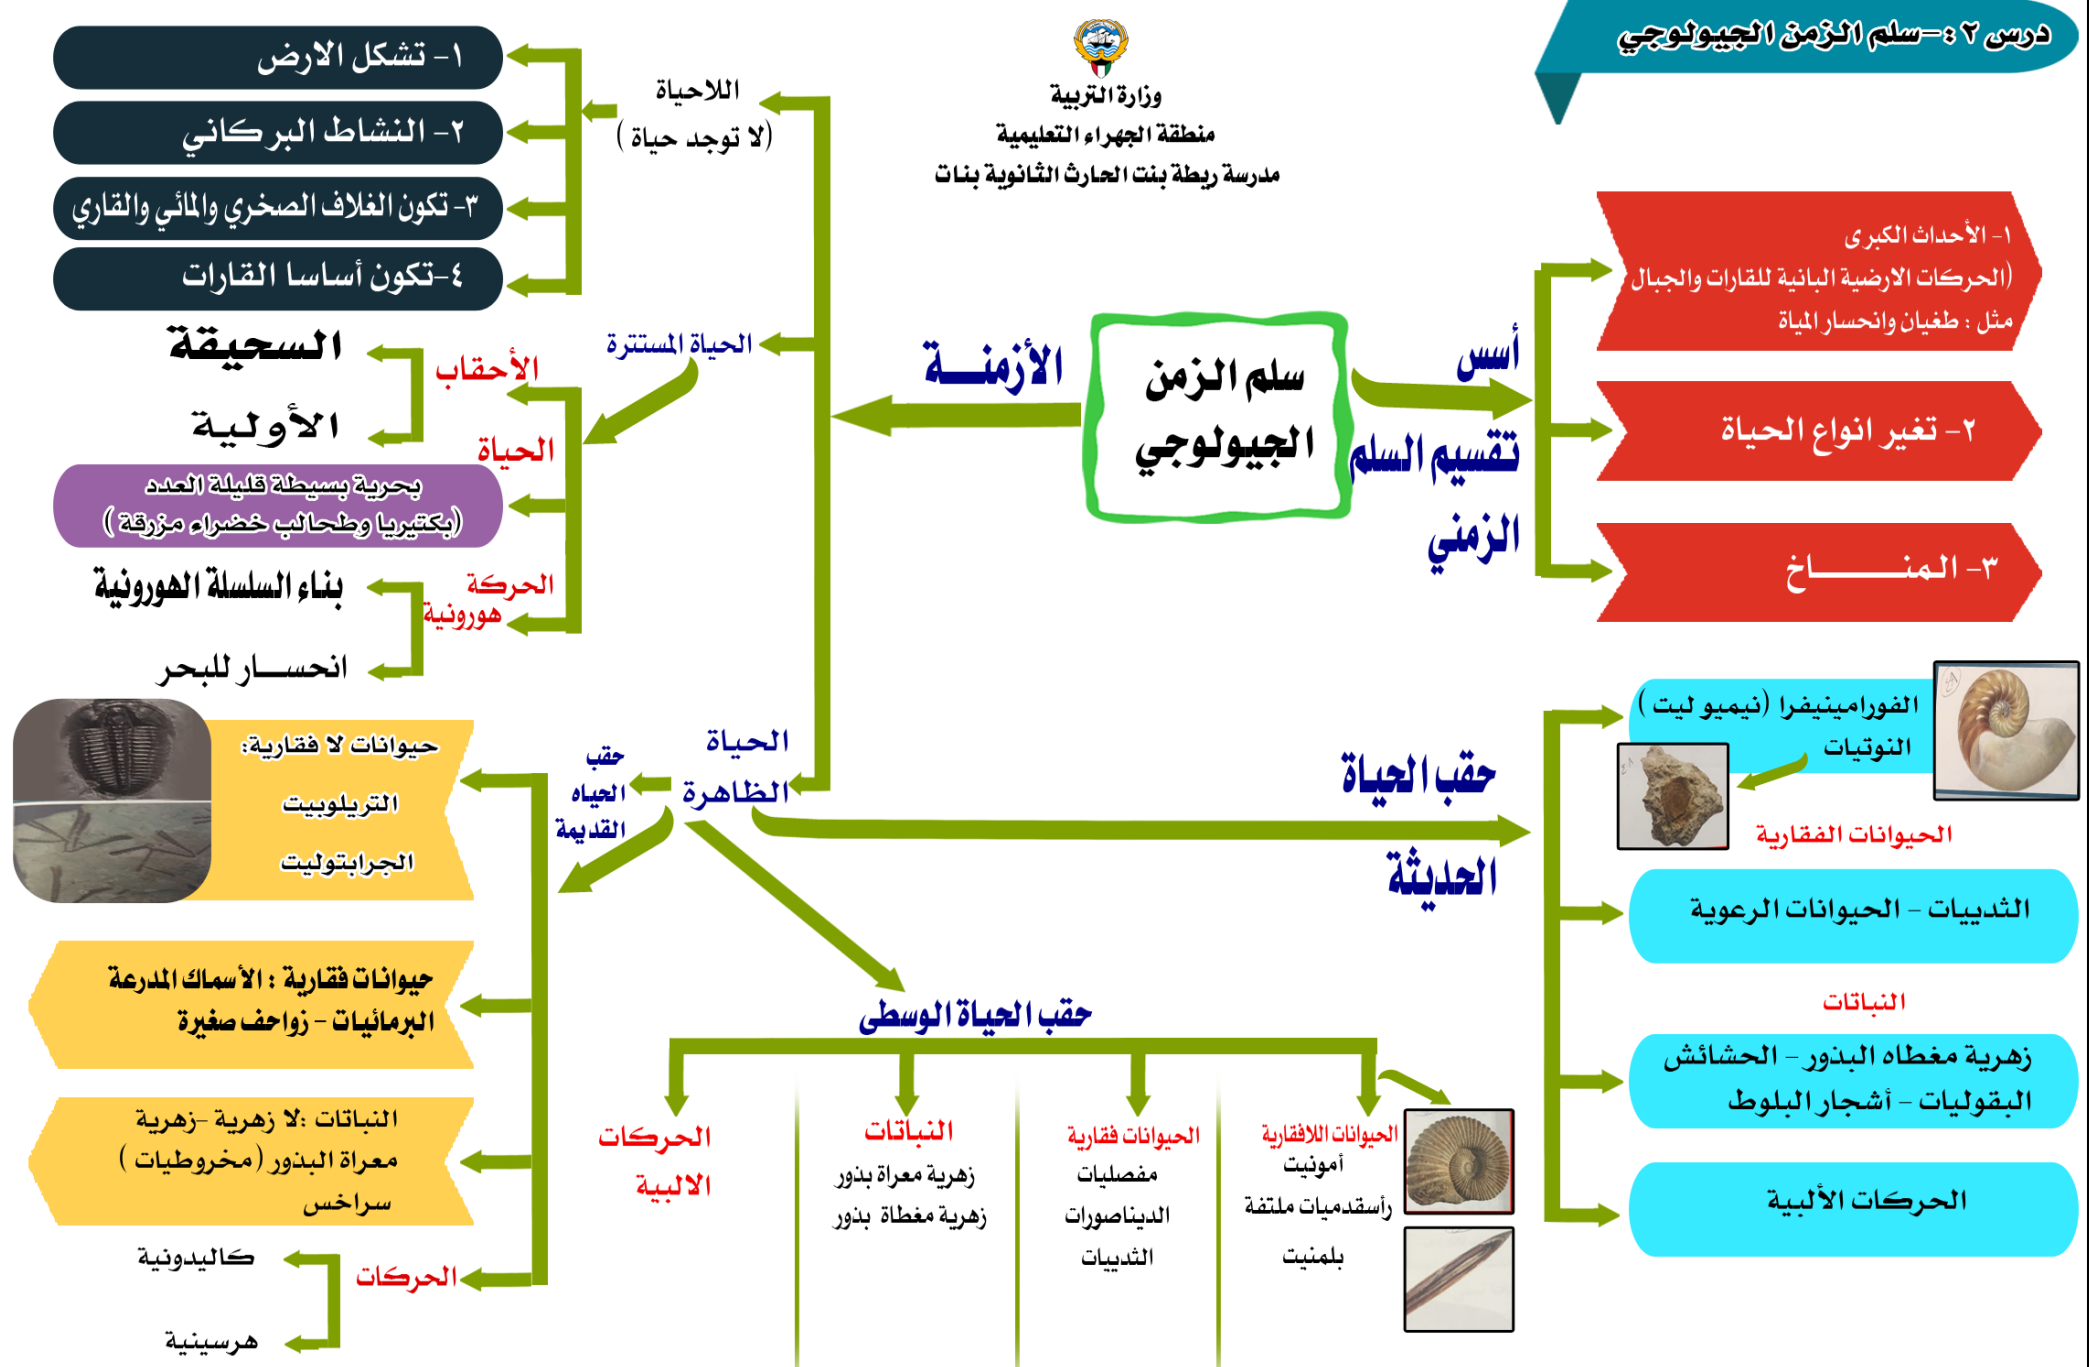 درس ٢ :-سلم الزمن الجيولوجي
وزارة التربية
منطقة الجهراء التعليمية
مدرسة ريطة بنت الحارث الثانوية بنات
سلم الزمن
الجيولوجي
أسس
تقسيم السلم
الزمني
١- الأحداث الكبرى
(الحركات الارضية البانية للقارات والجبال
مثل : طغيان وانحسار المياة
٢- تغير انواع الحياة
٣- المنـــــــاخ
الأزمنـــة
اللاحياة
(لا توجد حياة )
١- تشكل الارض
٢- النشاط البركاني
٣- تكون الغلاف الصخري والمائي والقاري
٤-تكون أساسا القارات
الحياة المستترة
الأحقاب
السحيقة
الأولية
الحياة
بحرية بسيطة قليلة العدد
(بكتيريا وطحالب خضراء مزرقة )
الحركة
هورونية
بناء السلسلة الهورونية
انحســـار للبحر
الحياة
الظاهرة
حقب
الحياه
القديمة
حيوانات لا فقارية:
التريلوبيت
الجرابتوليت
حيوانات فقارية : الأسماك المدرعة
البرمائيات - زواحف صغيرة
النباتات :لا زهرية -زهرية
معراة البذور (مخروطيات )
سراخس
الحركات
كاليدونية
هرسينية
حقب الحياة الوسطى
الحيوانات اللافقارية
أمونيت
رأسقدميات ملتفة
بلمنيت
الحيوانات فقارية
مفصليات
الديناصورات
الثدييات
النباتات
زهرية معراة بذور
زهرية مغطاة بذور
الحركات
الالبية
حقب الحياة
الحديثة
الفورامينيفرا (نيميو ليت )
النوتيات
الحيوانات الفقارية
الثدييات - الحيوانات الرعوية
النباتات
زهرية مغطاه البذور - الحشائش
البقوليات - أشجار البلوط
الحركات الألبية